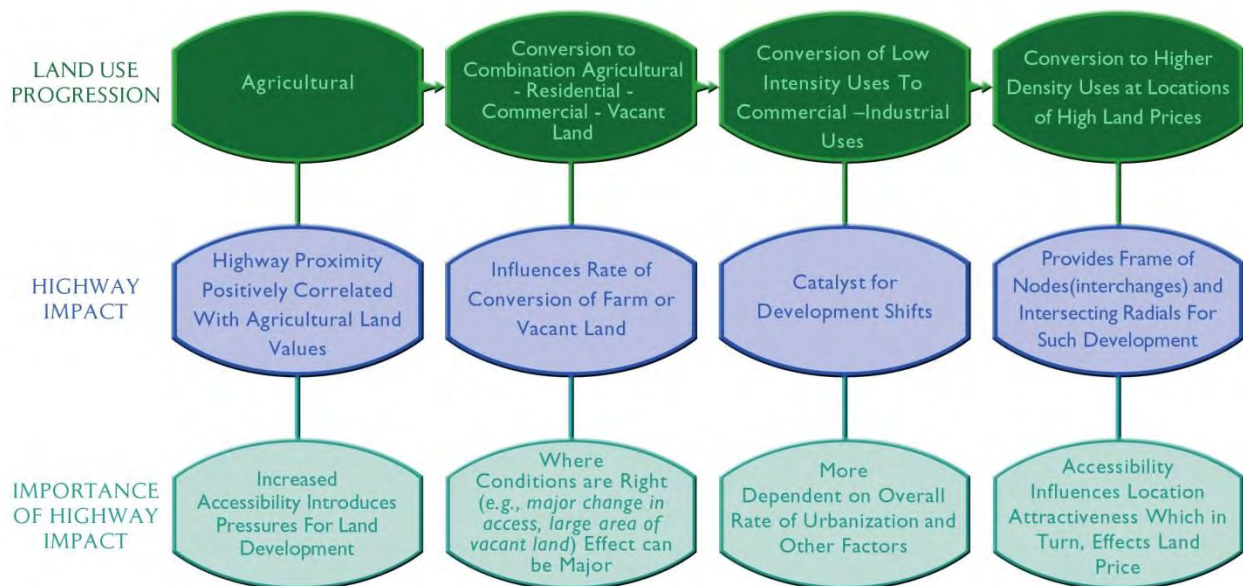 LAND USE
PROGRESSION
Agricultural
Conversion to
Combination Agricultural
- Residential -
Commercial - Vacant
Land
Conversion of Low
Intensity Uses To
Commercial –Industrial
Uses
Conversion to Higher
Density Uses at Locations
of High Land Prices
HIGHWAY
IMPACT
Highway Proximity
Positively Correlated
With Agricultural Land
Values
Influences Rate of
Conversion of Farm or
Vacant Land
Catalyst for
Development Shifts
Provides Frame of
Nodes(interchanges) and
Intersecting Radials For
Such Development
IMPORTANCE
OF HIGHWAY
IMPACT
Increased
Accessibility Introduces
Pressures For Land
Development
Where
Conditions are Right
(e.g., major change in
access, large area of
vacant land) Effect can
be Major
More
Dependent on Overall
Rate of Urbanization and
Other Factors
Accessibility
Influences Location
Attractiveness Which in
Turn, Effects Land
Price